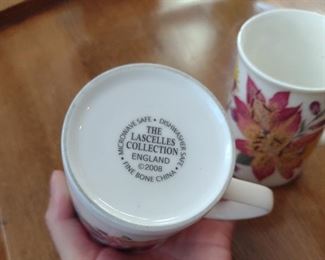 • MICROWAVE SAFE • DISHWASHER SAFE
THE
LASCELLES
COLLECTION
ENGLAND
©2008
• FINE BONE CHINA •